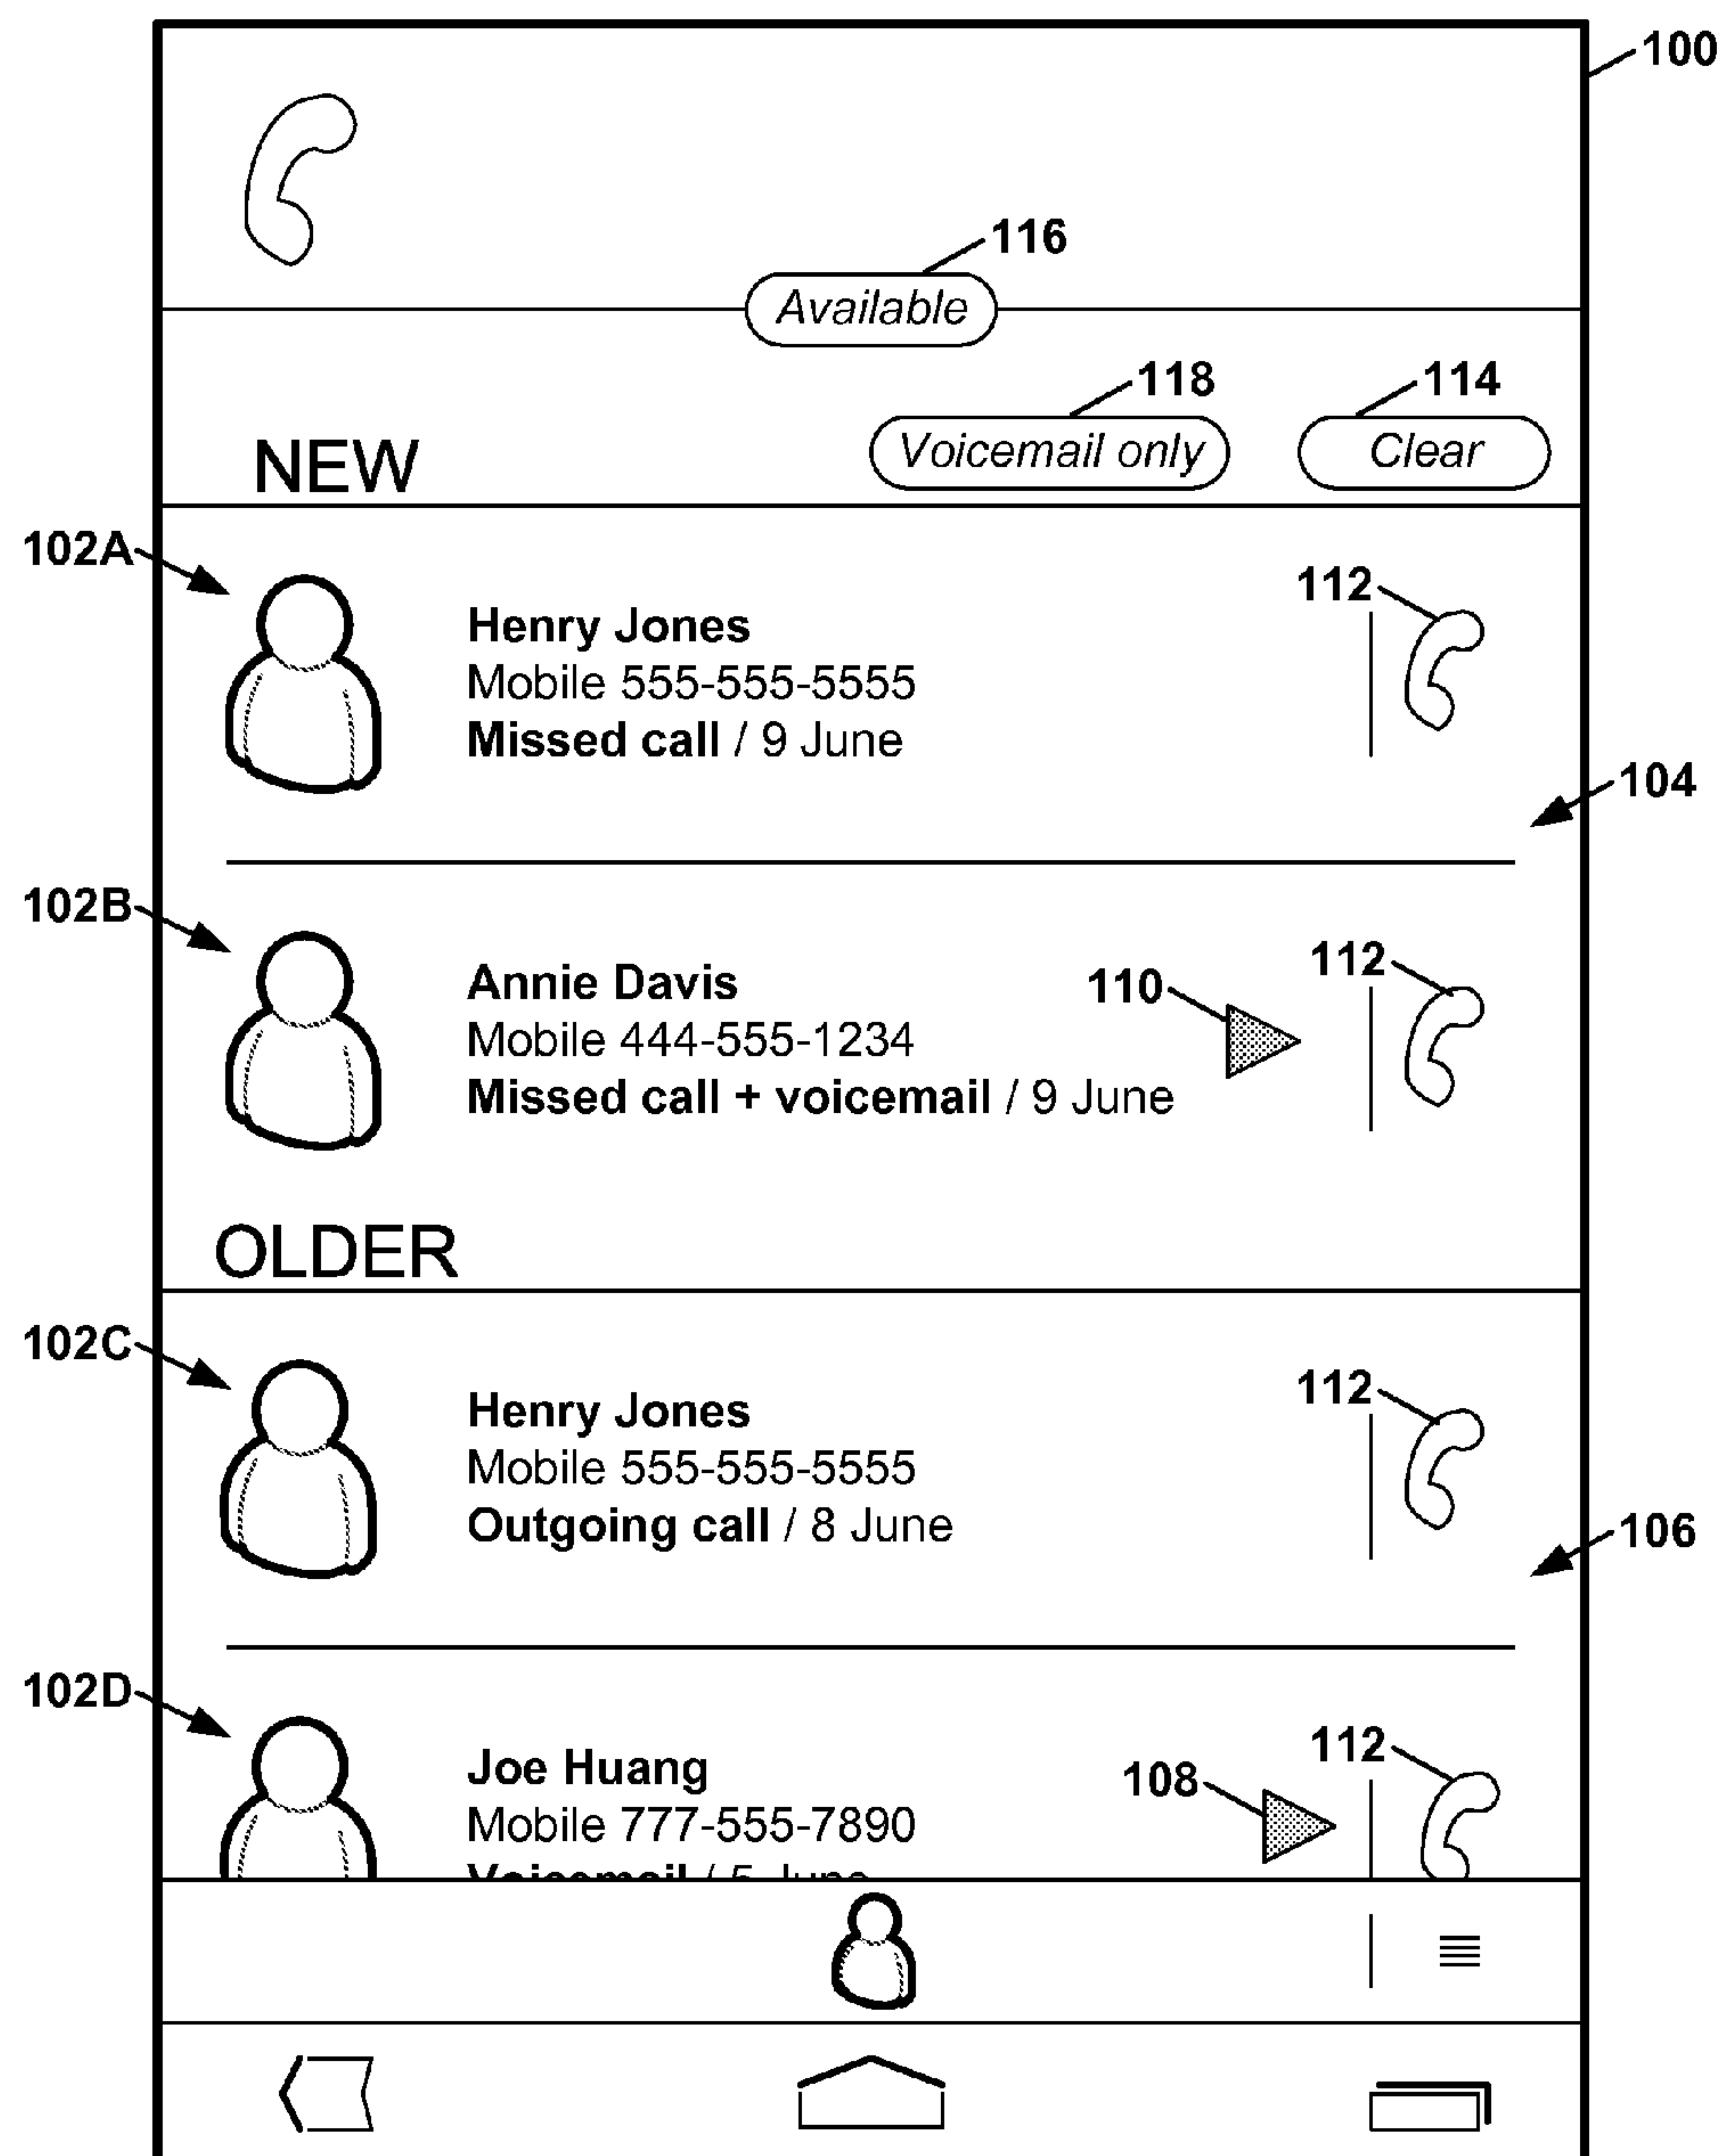 100
116
Available
118
114
NEW
Voicemail only
Clear
102A
112
Henry Jones
Mobile 555-555-5555
Missed call / 9 June
104
102B
112
110
Annie Davis
Mobile 444-555-1234
Missed call + voicemail / 9 June
OLDER
102C
112
Henry Jones
Mobile 555-555-5555
Outgoing call / 8 June
106
102D
112
108
Joe Huang
Mobile 777-555-7890
Voicemail / 5 June